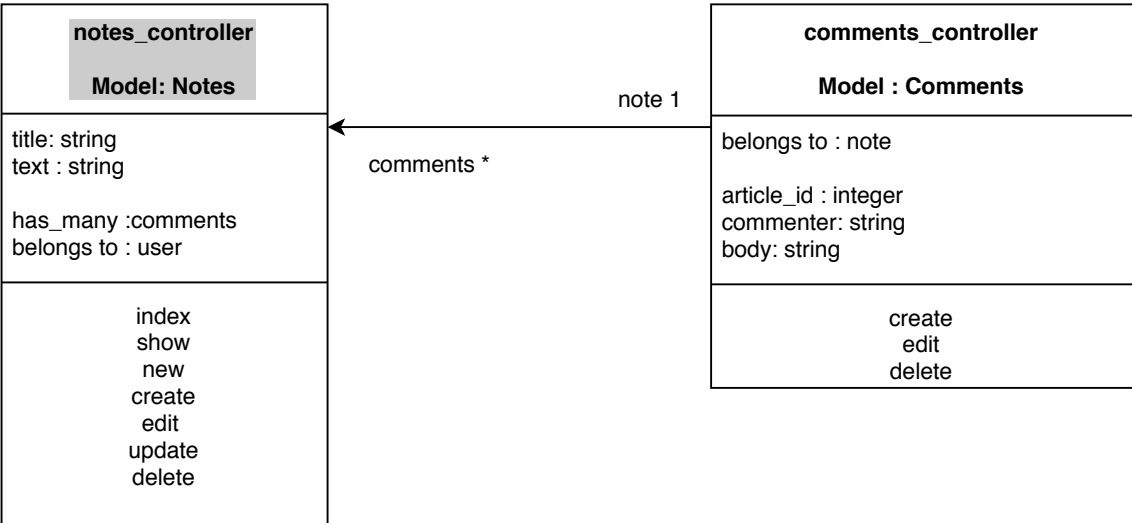 notes_controller
Model: Notes
title: string
text : string
has_many :comments
belongs to : user
index
show
new
create
edit
update
delete
note 1
comments *
comments_controller
Model : Comments
belongs to : note
article_id : integer
commenter: string
body: string
create
edit
delete